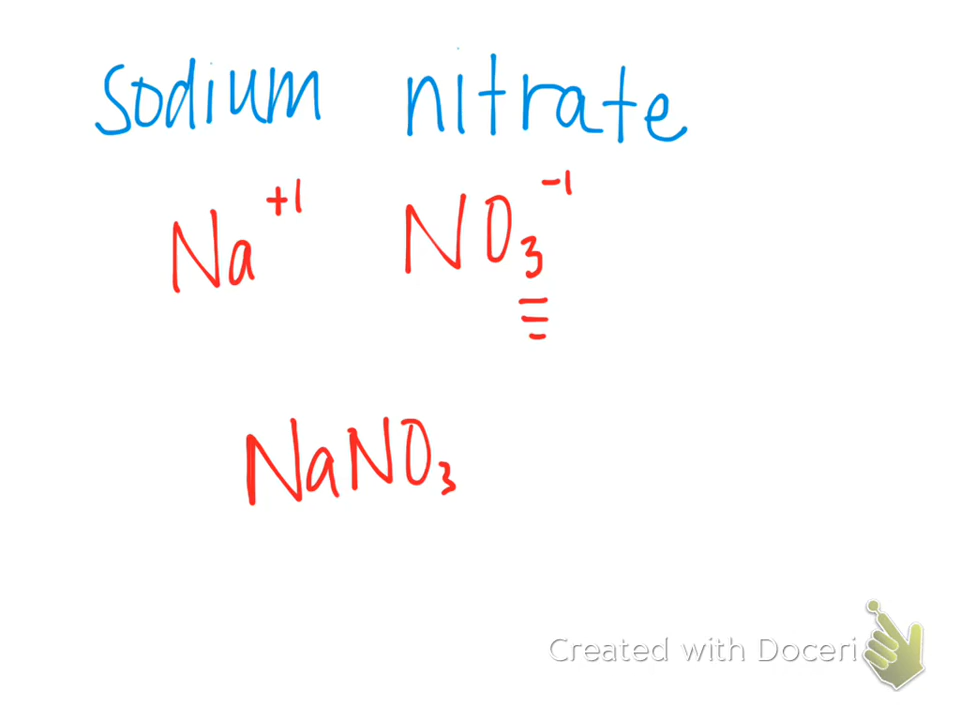 sodium nitrate
Na⁺¹ NO₃⁻¹
NaNO₃
Created with Doceri